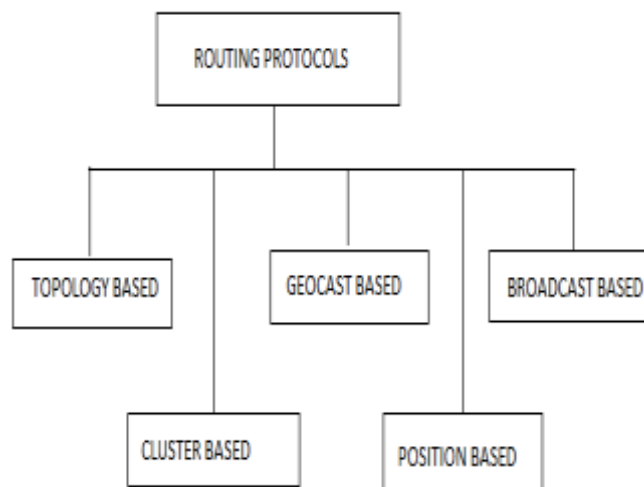 ROUTING PROTOCOLS
TOPOLOGY BASED
GEOCAST BASED
BROADCAST BASED
CLUSTER BASED
POSITION BASED